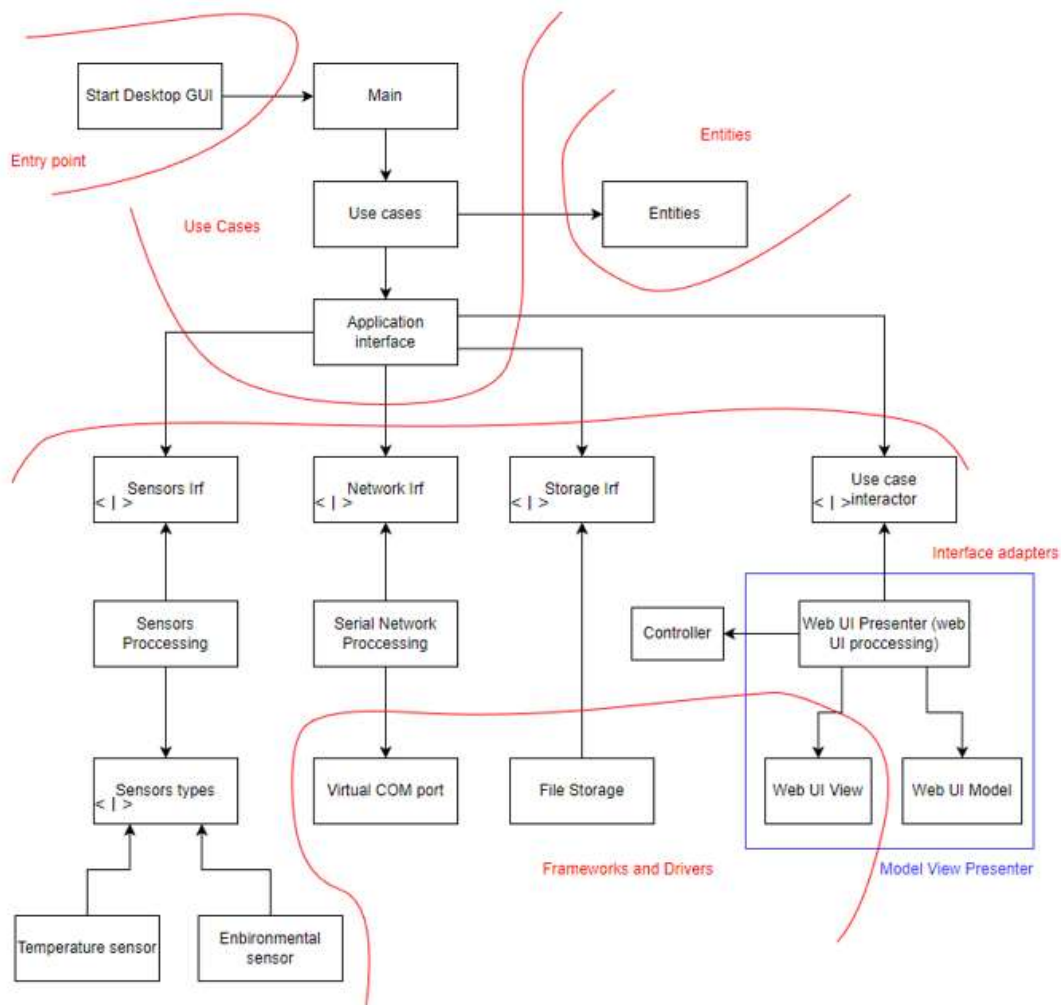 Start Desktop GUI
Main
Entities
Entry point
Use Cases
Use cases
Entities
Application
interface
Sensors Irf
< | >
Network Irf
< | >
Storage Irf
< | >
Use case
interactor
< | >
Interface adapters
Sensors
Proccessing
Serial Network
Proccessing
Controller
Web UI Presenter (web
UI proccessing)
Sensors types
< | >
Virtual COM port
File Storage
Web UI View
Web UI Model
Frameworks and Drivers
Model View Presenter
Temperature sensor
Enbironmental
sensor